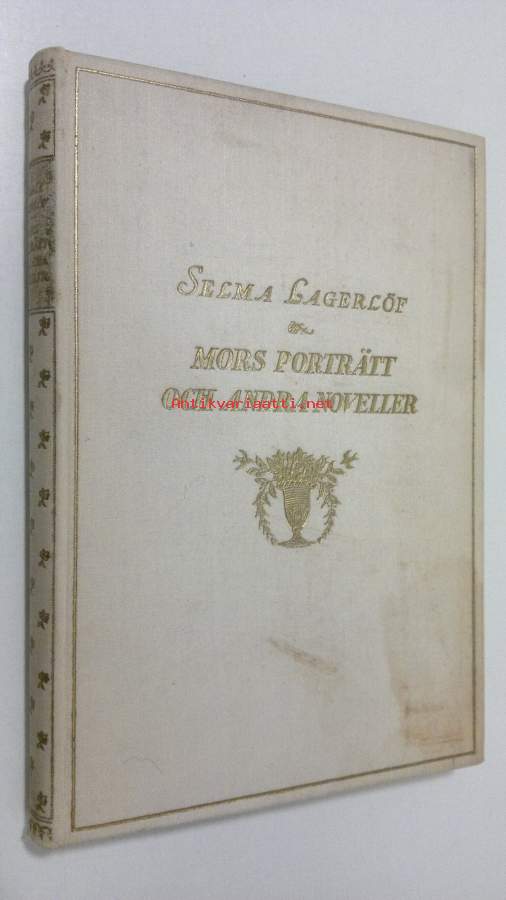 SELMA LAGERLÖF
MORS PORTRÄTT
OCH ANDRA NOVELLER
Antikvariaatti.net